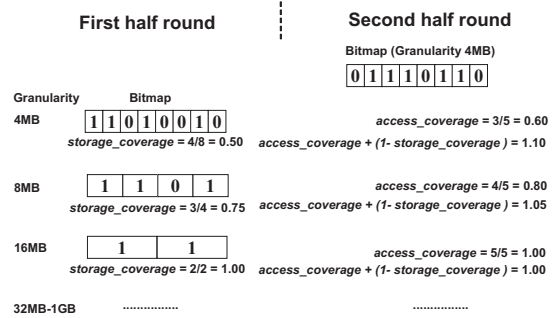 First half round
Second half round
Bitmap (Granularity 4MB)
0 1 1 1 0 1 1 0
Granularity Bitmap
4MB 1 1 0 1 0 0 1 0
storage_coverage = 4/8 = 0.50
access_coverage = 3/5 = 0.60
access_coverage + (1- storage_coverage ) = 1.10
8MB 1 1 0 1
storage_coverage = 3/4 = 0.75
access_coverage = 4/5 = 0.80
access_coverage + (1- storage_coverage ) = 1.05
16MB 1 1
storage_coverage = 2/2 = 1.00
access_coverage = 5/5 = 1.00
access_coverage + (1- storage_coverage ) = 1.00
32MB-1GB ................ ................